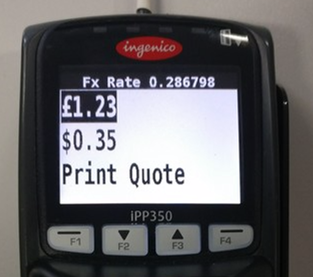 ingenico
Fx Rate 0.286798
£1.23
$0.35
Print Quote
iPP350
F1
F2
F3
F4